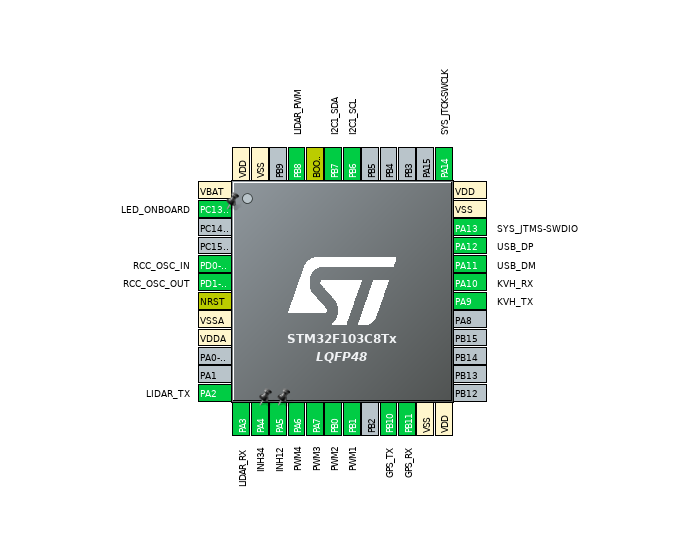 LIDAR_PWM
I2C1_SDA
I2C1_SCL
SYS_JTCK-SWCLK
VDD
VSS
PB9
PB8
BOO..
PB7
PB6
PB5
PB4
PB3
PA15
PA14
VBAT
LED_ONBOARD PC13..
PC14..
PC15..
RCC_OSC_IN PD0-..
RCC_OSC_OUT PD1-..
NRST
VSSA
VDDA
PA0-..
PA1
LIDAR_TX PA2
VDD
VSS
PA13 SYS_JTMS-SWDIO
PA12 USB_DP
PA11 USB_DM
PA10 KVH_RX
PA9 KVH_TX
PA8
PB15
PB14
PB13
PB12
ST
STM32F103C8Tx
LQFP48
PA3
PA4
PA5
PA6
PA7
PB0
PB1
PB2
PB10
PB11
VSS
VDD
LIDAR_RX
INH34
INH12
PWM4
PWM3
PWM2
PWM1
GPS_TX
GPS_RX